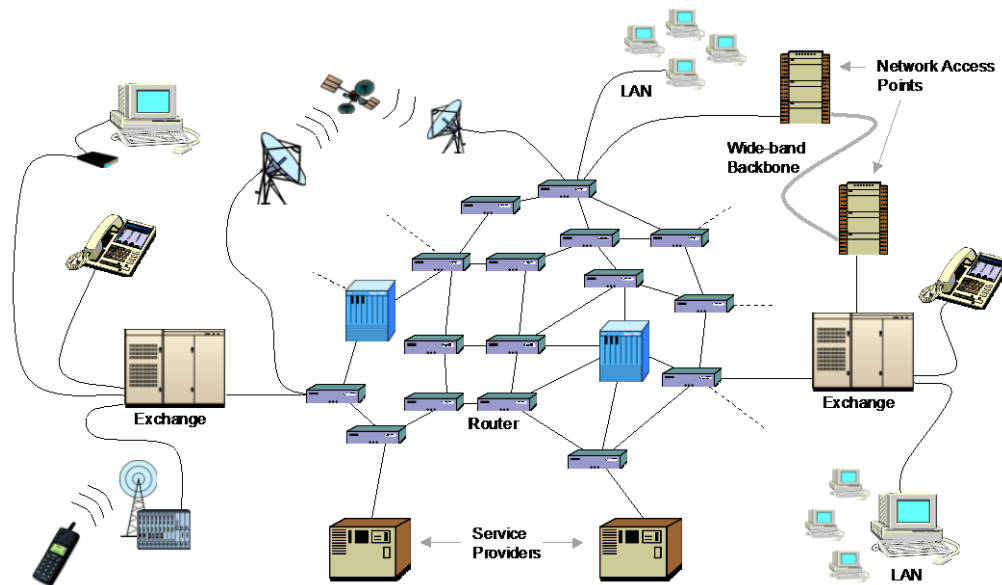 LAN
Network Access
Points
Wide-band
Backbone
Exchange
Router
Exchange
Service
Providers
LAN